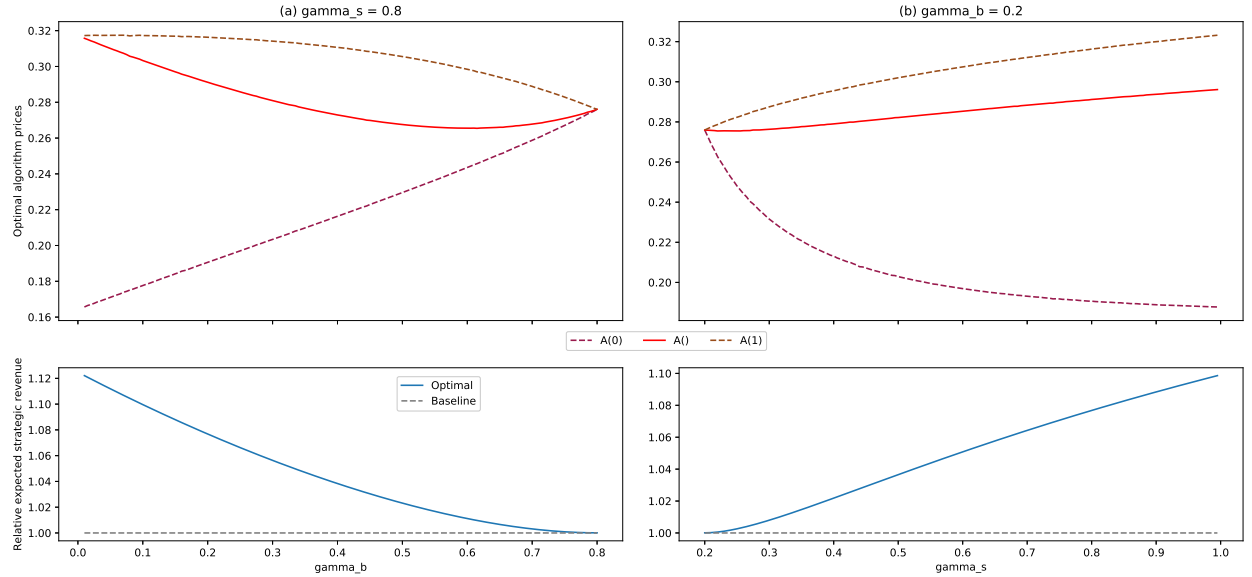 (a) gamma_s = 0.8
(b) gamma_b = 0.2
Optimal algorithm prices
0.32
0.30
0.28
0.26
0.24
0.22
0.20
0.18
0.16
0.32
0.30
0.28
0.26
0.24
0.22
0.20
A(0) A() A(1)
Relative expected strategic revenue
1.12
1.10
1.08
1.06
1.04
1.02
1.00
Optimal
Baseline
0.0 0.1 0.2 0.3 0.4 0.5 0.6 0.7 0.8
gamma_b
1.10
1.08
1.06
1.04
1.02
1.00
0.2 0.3 0.4 0.5 0.6 0.7 0.8 0.9 1.0
gamma_s